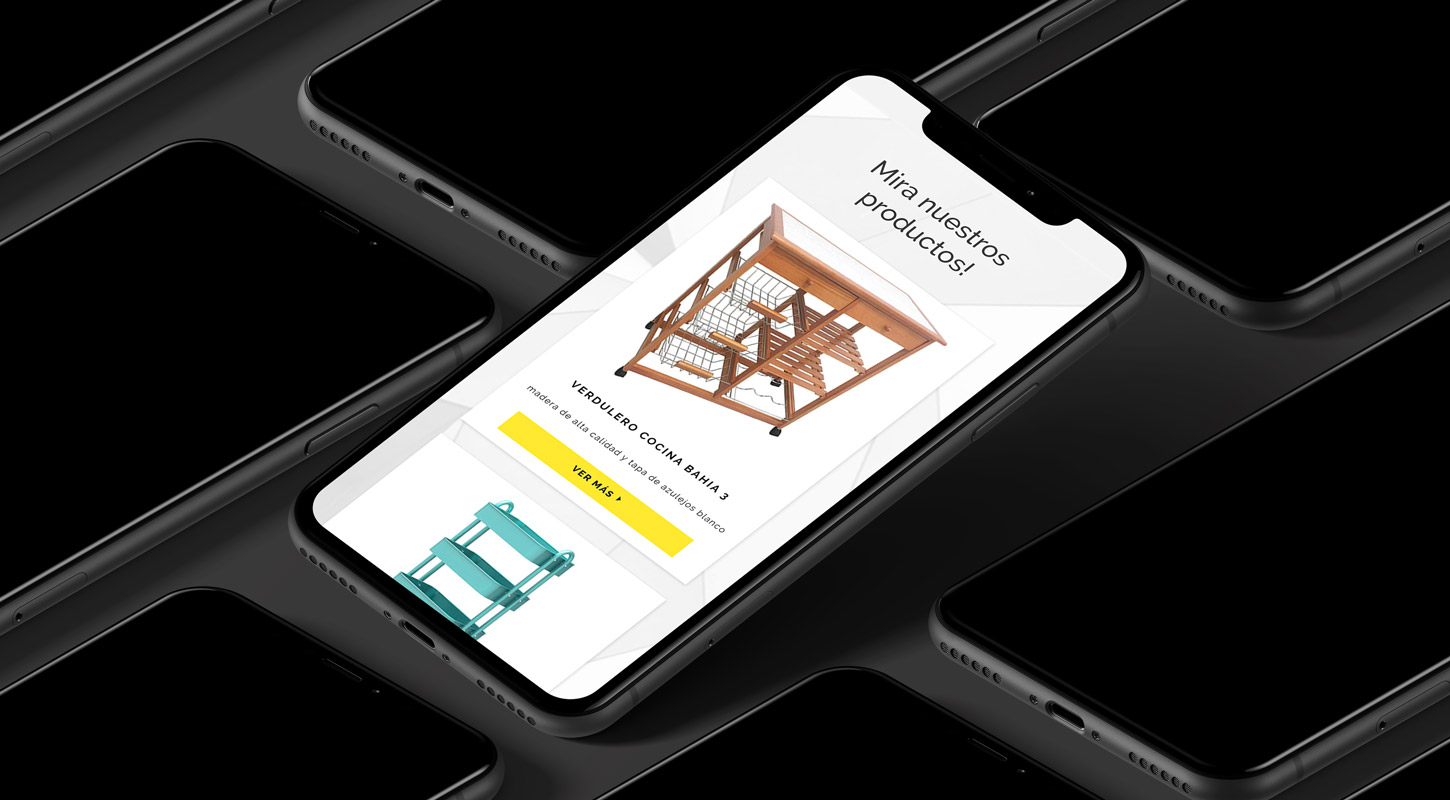 Mira nuestros
productos!
VERDULERO COCINA BAHIA 3
madera de alta calidad y tapa de azulejos blanco
VER MÁS